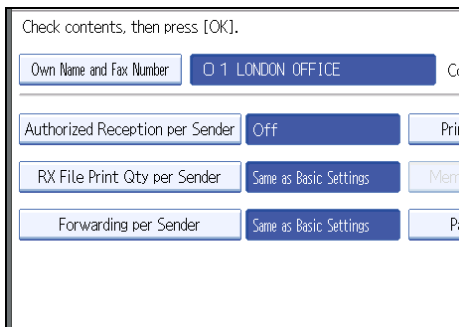 Check contents, then press [OK].
Own Name and Fax Number 01 LONDON OFFICE
Authorized Reception per Sender Off
RX File Print Qty per Sender Same as Basic Settings
Forwarding per Sender Same as Basic Settings